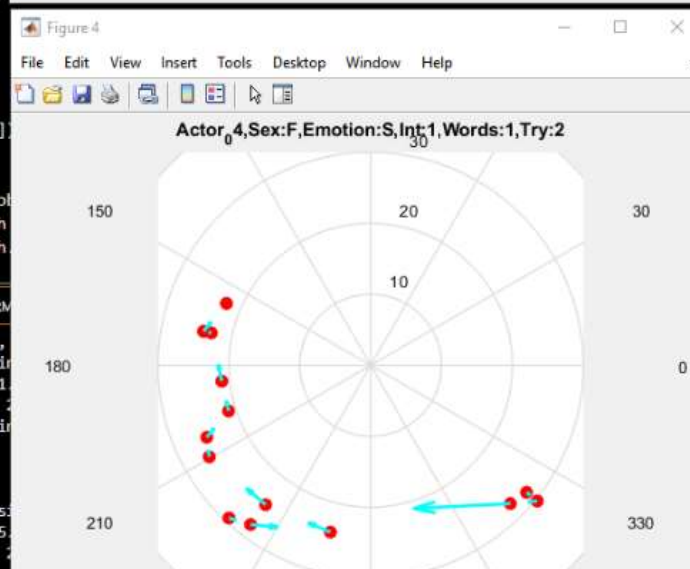 Figure 4
File Edit View Insert Tools Desktop Window Help
Actor_04,Sex:F,Emotion:S,Int:1,Words:1,Try:2
30
150 20 30
10
180 0
210 330